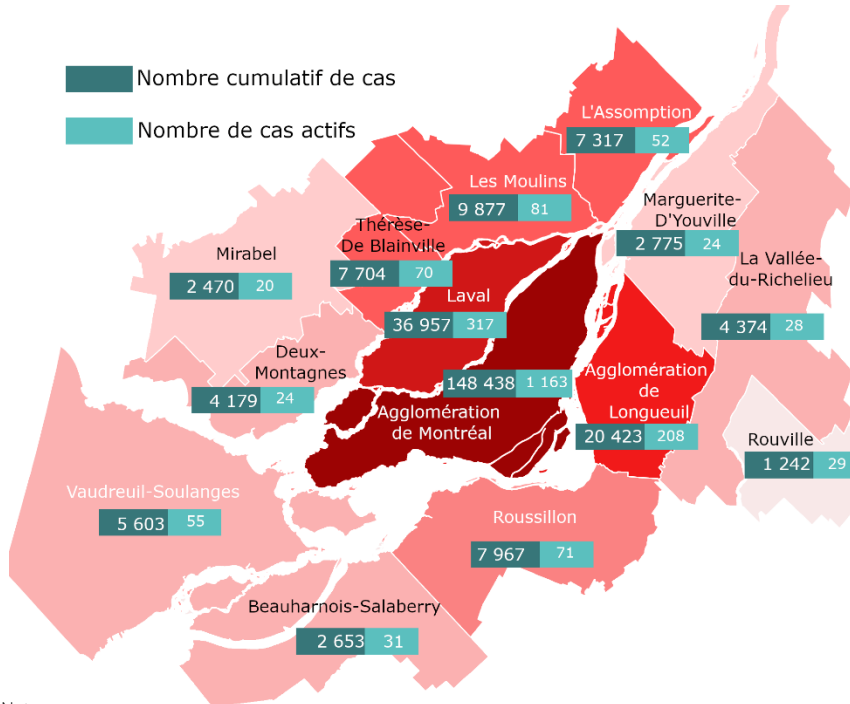 Nombre cumulatif de cas
Nombre de cas actifs
L'Assomption
7 317 52
Les Moulins
9 877 81
Marguerite-
D'Youville
2 775 24
Thérèse-
De Blainville
7 704 70
Mirabel
2 470 20
La Vallée-
du-Richelieu
4 374 28
Laval
36 957 317
Deux-
Montagnes
4 179 24
148 438 1 163
Agglomération
de Montréal
Agglomération
de
Longueuil
20 423 208
Rouville
1 242 29
Vaudreuil-Soulanges
5 603 55
Roussillon
7 967 71
Beauharnois-Salaberry
2 653 31